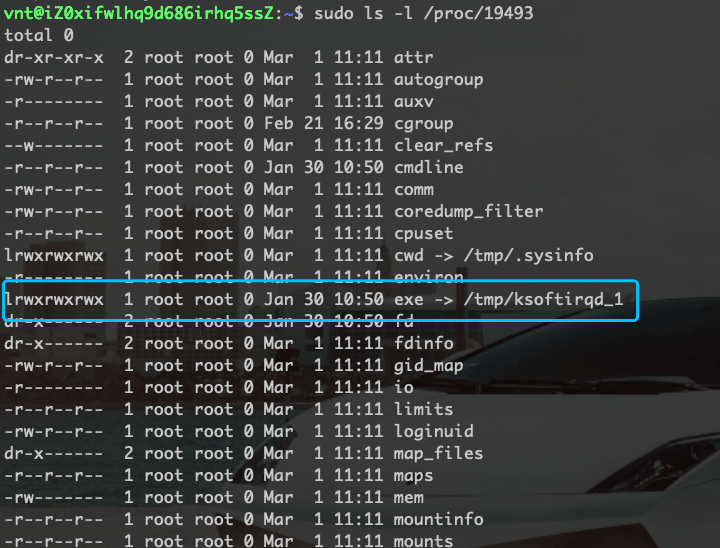 vnt@iZ0xifwlhq9d686irhq5ssZ:~$ sudo ls -l /proc/19493
total 0
dr-xr-xr-x  2 root root 0 Mar  1 11:11 attr
-rw-r--r--  1 root root 0 Mar  1 11:11 autogroup
-r--------  1 root root 0 Mar  1 11:11 auxv
-r--r--r--  1 root root 0 Feb 21 16:29 cgroup
--w-------  1 root root 0 Mar  1 11:11 clear_refs
-r--r--r--  1 root root 0 Jan 30 10:50 cmdline
-rw-r--r--  1 root root 0 Mar  1 11:11 comm
-rw-r--r--  1 root root 0 Mar  1 11:11 coredump_filter
-r--r--r--  1 root root 0 Mar  1 11:11 cpuset
lrwxrwxrwx  1 root root 0 Mar  1 11:11 cwd -> /tmp/.sysinfo
-r--------  1 root root 0 Mar  1 11:11 environ
lrwxrwxrwx  1 root root 0 Jan 30 10:50 exe -> /tmp/ksoftirqd_1
dr-x------  2 root root 0 Jan 30 10:50 fd
dr-x------  2 root root 0 Mar  1 11:11 fdinfo
-rw-r--r--  1 root root 0 Mar  1 11:11 gid_map
-r--------  1 root root 0 Mar  1 11:11 io
-r--r--r--  1 root root 0 Mar  1 11:11 limits
-rw-r--r--  1 root root 0 Mar  1 11:11 loginuid
dr-x------  2 root root 0 Mar  1 11:11 map_files
-r--r--r--  1 root root 0 Mar  1 11:11 maps
-rw-------  1 root root 0 Mar  1 11:11 mem
-r--r--r--  1 root root 0 Mar  1 11:11 mountinfo
-r--r--r--  1 root root 0 Mar  1 11:11 mounts